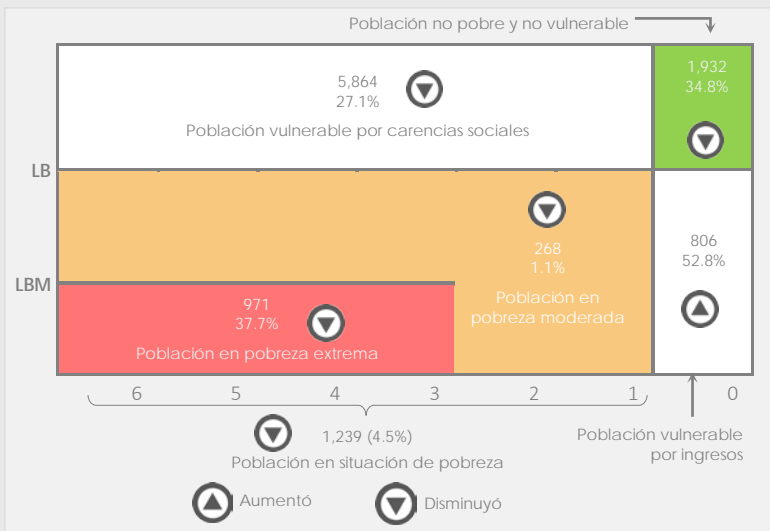 Población no pobre y no vulnerable
5,864
27.1%
Población vulnerable por carencias sociales
1,932
34.8%
LB
268
1.1%
Población en
pobreza moderada
806
52.8%
LBM
971
37.7%
Población en pobreza extrema
6 5 4 3 2 1 0
1,239 (4.5%)
Población en situación de pobreza
Población vulnerable
por ingresos
Aumentó
Disminuyó